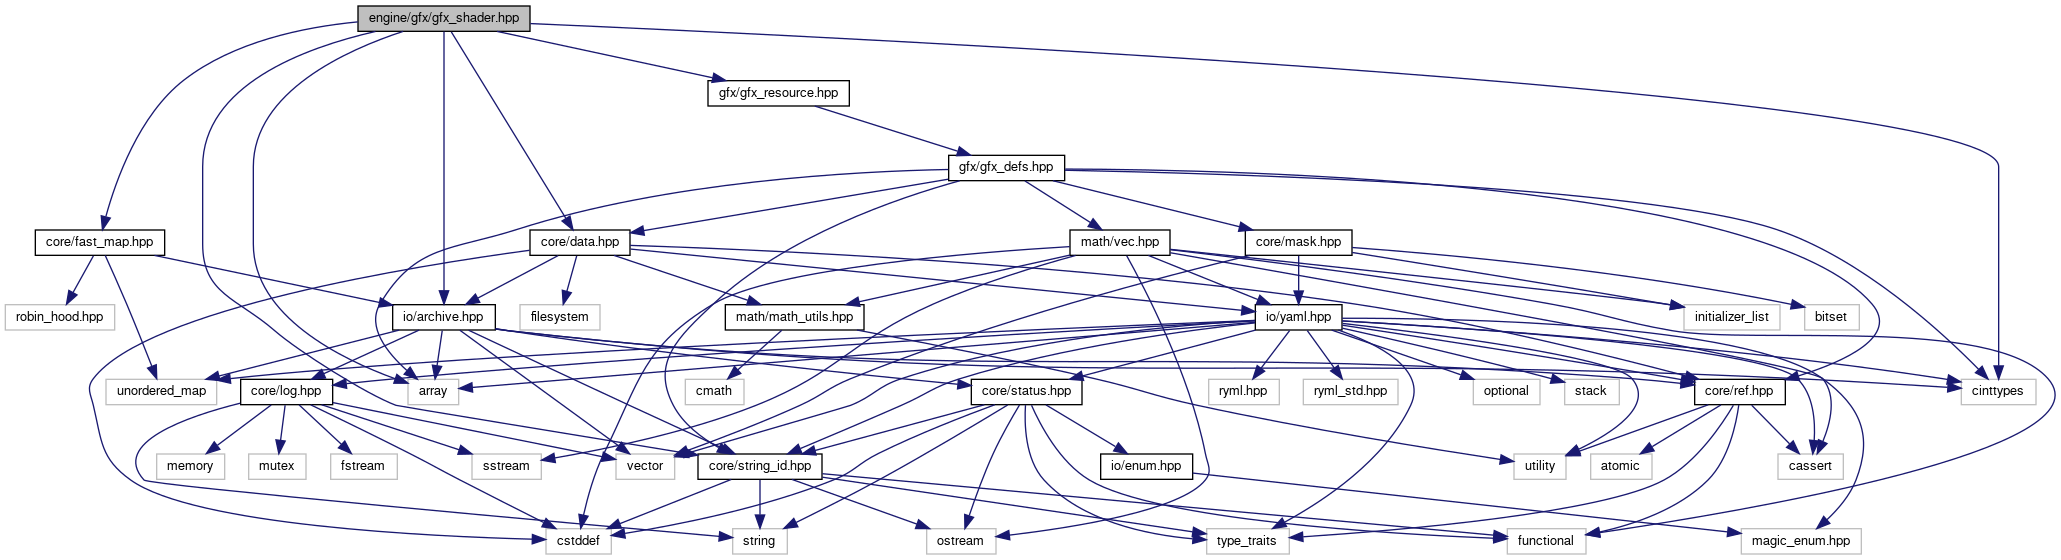 engine/gfx/gfx_shader.hpp
gfx/gfx_resource.hpp
gfx/gfx_defs.hpp
core/fast_map.hpp
core/data.hpp
math/vec.hpp
core/mask.hpp
robin_hood.hpp
io/archive.hpp
filesystem
math/math_utils.hpp
io/yaml.hpp
initializer_list
bitset
unordered_map
core/log.hpp
array
cmath
core/status.hpp
ryml.hpp
ryml_std.hpp
optional
stack
core/ref.hpp
cinttypes
memory
mutex
fstream
sstream
vector
core/string_id.hpp
io/enum.hpp
utility
atomic
cassert
cstddef
string
ostream
type_traits
functional
magic_enum.hpp